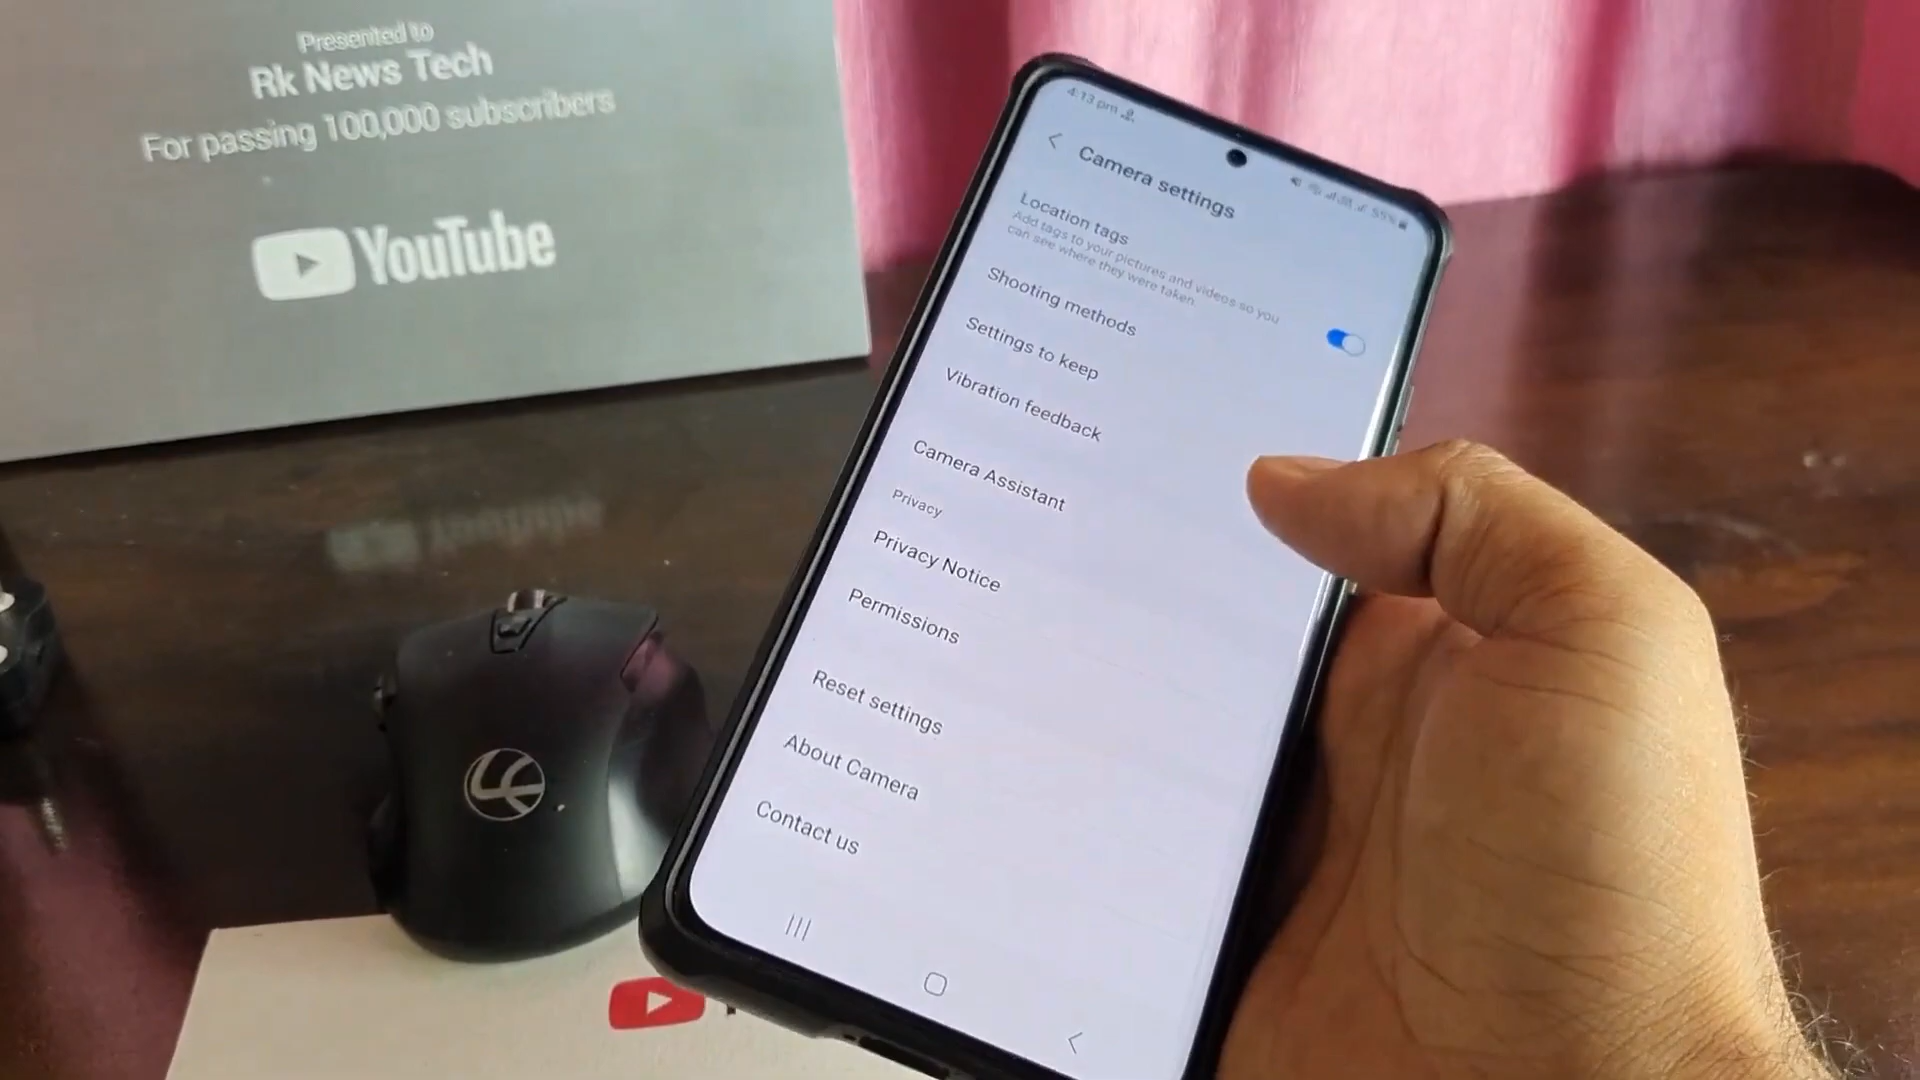 Presented to
Rk News Tech
For passing 100,000 subscribers
YouTube
4:13 pm
55%
Camera settings
Location tags
Add tags to your pictures and videos so you
can see where they were taken.
Shooting methods
Settings to keep
Vibration feedback
Camera Assistant
Privacy
Privacy Notice
Permissions
Reset settings
About Camera
Contact us